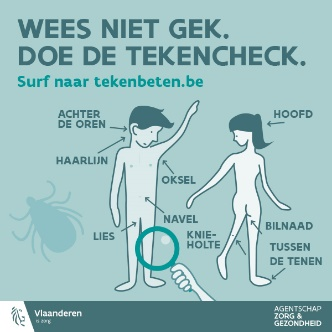 WEES NIET GEK.
DOE DE TEKENCHECK.
Surf naar tekenbeten.be
ACHTER
DE OREN
HOOFD
HAARLIJN
OKSEL
NAVEL
LIES
KNIE-
HOLTE
BILNAAD
TUSSEN
DE TENEN
Vlaanderen
is zorg
AGENTSCHAP
ZORG &
GEZONDHEID